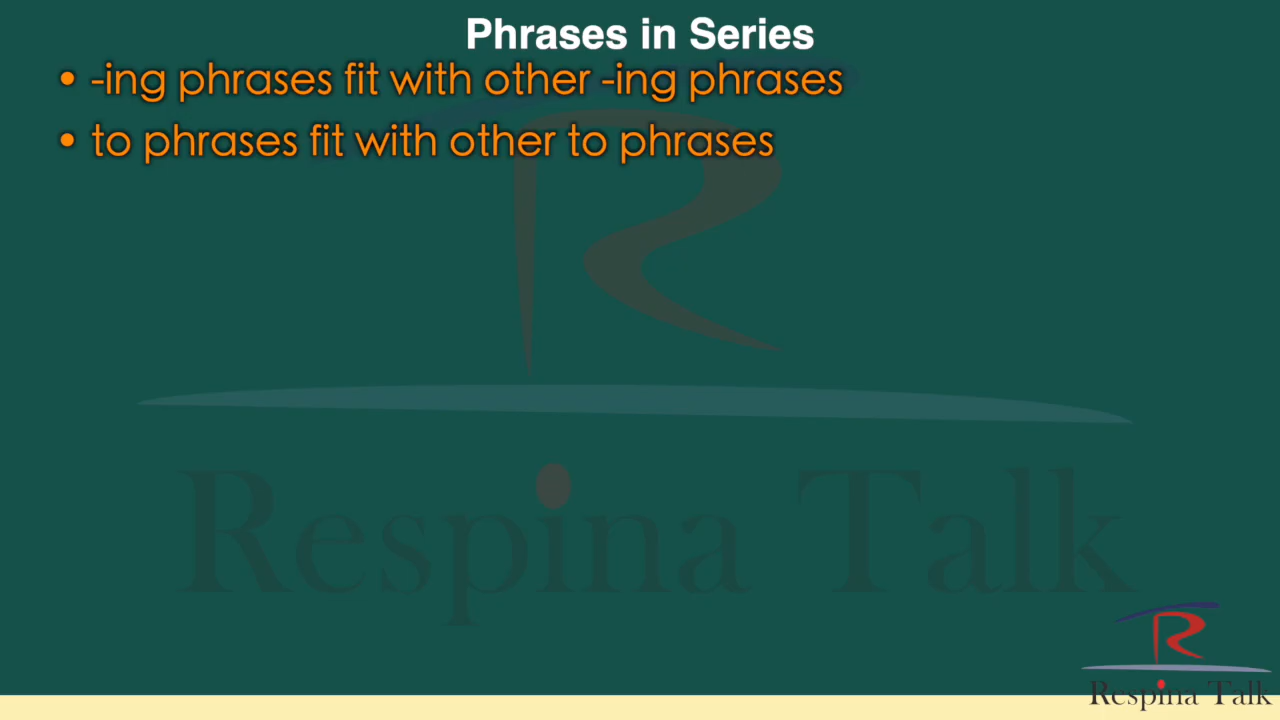 Phrases in Series
• -ing phrases fit with other -ing phrases
• to phrases fit with other to phrases
R
Respina Talk
R
Respina Talk